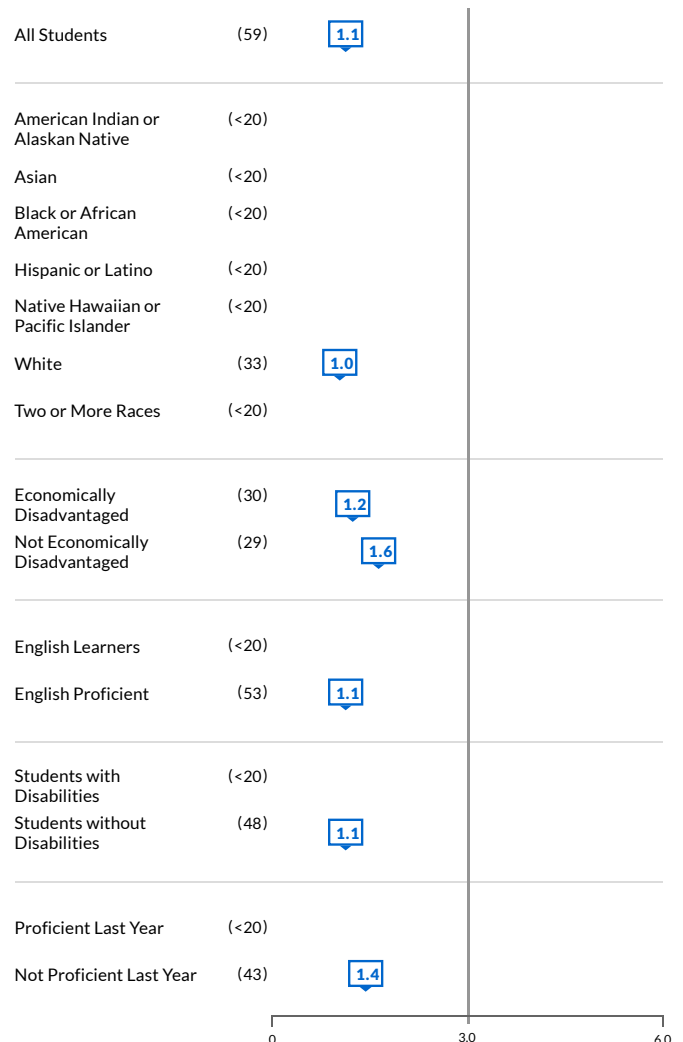 All Students (59) 1.1
American Indian or (<20)
Alaskan Native
Asian (<20)
Black or African (<20)
American
Hispanic or Latino (<20)
Native Hawaiian or (<20)
Pacific Islander
White (33) 1.0
Two or More Races (<20)
Economically (30) 1.2
Disadvantaged
Not Economically (29) 1.6
Disadvantaged
English Learners (<20)
English Proficient (53) 1.1
Students with (<20)
Disabilities
Students without (48) 1.1
Disabilities
Proficient Last Year (<20)
Not Proficient Last Year (43) 1.4
0 3.0 6.0